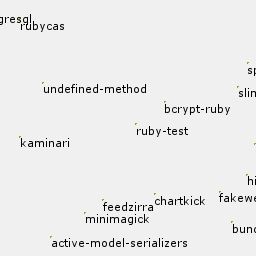 gresql
rubycas
sp
undefined-method
slim
bcrypt-ruby
ruby-test
kaminari
hi
fakewe
chartkick
feedzirra
minimagick
bund
active-model-serializers